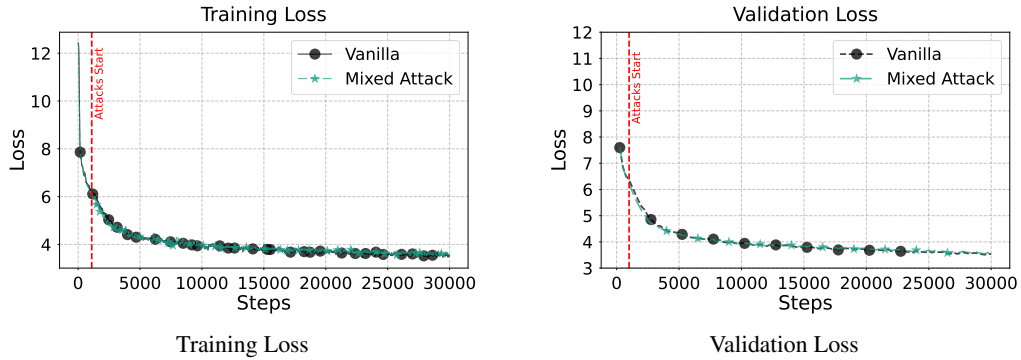 Training Loss
12
10
8
6
4
Loss
Attacks Start
Vanilla
Mixed Attack
0 5000 10000 15000 20000 25000 30000
Steps
Training Loss
Validation Loss
12
11
10
9
8
7
6
5
4
3
Loss
Attacks Start
Vanilla
Mixed Attack
0 5000 10000 15000 20000 25000 30000
Steps
Validation Loss